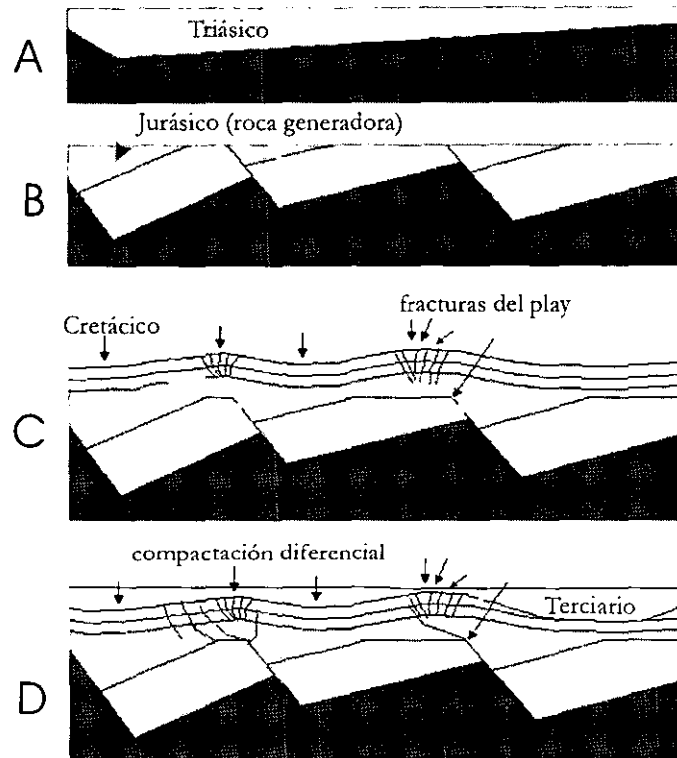 A
Triásico
Jurásico (roca generadora)
B
fracturas del play
Cretácico
C
compactación diferencial
Terciario
D